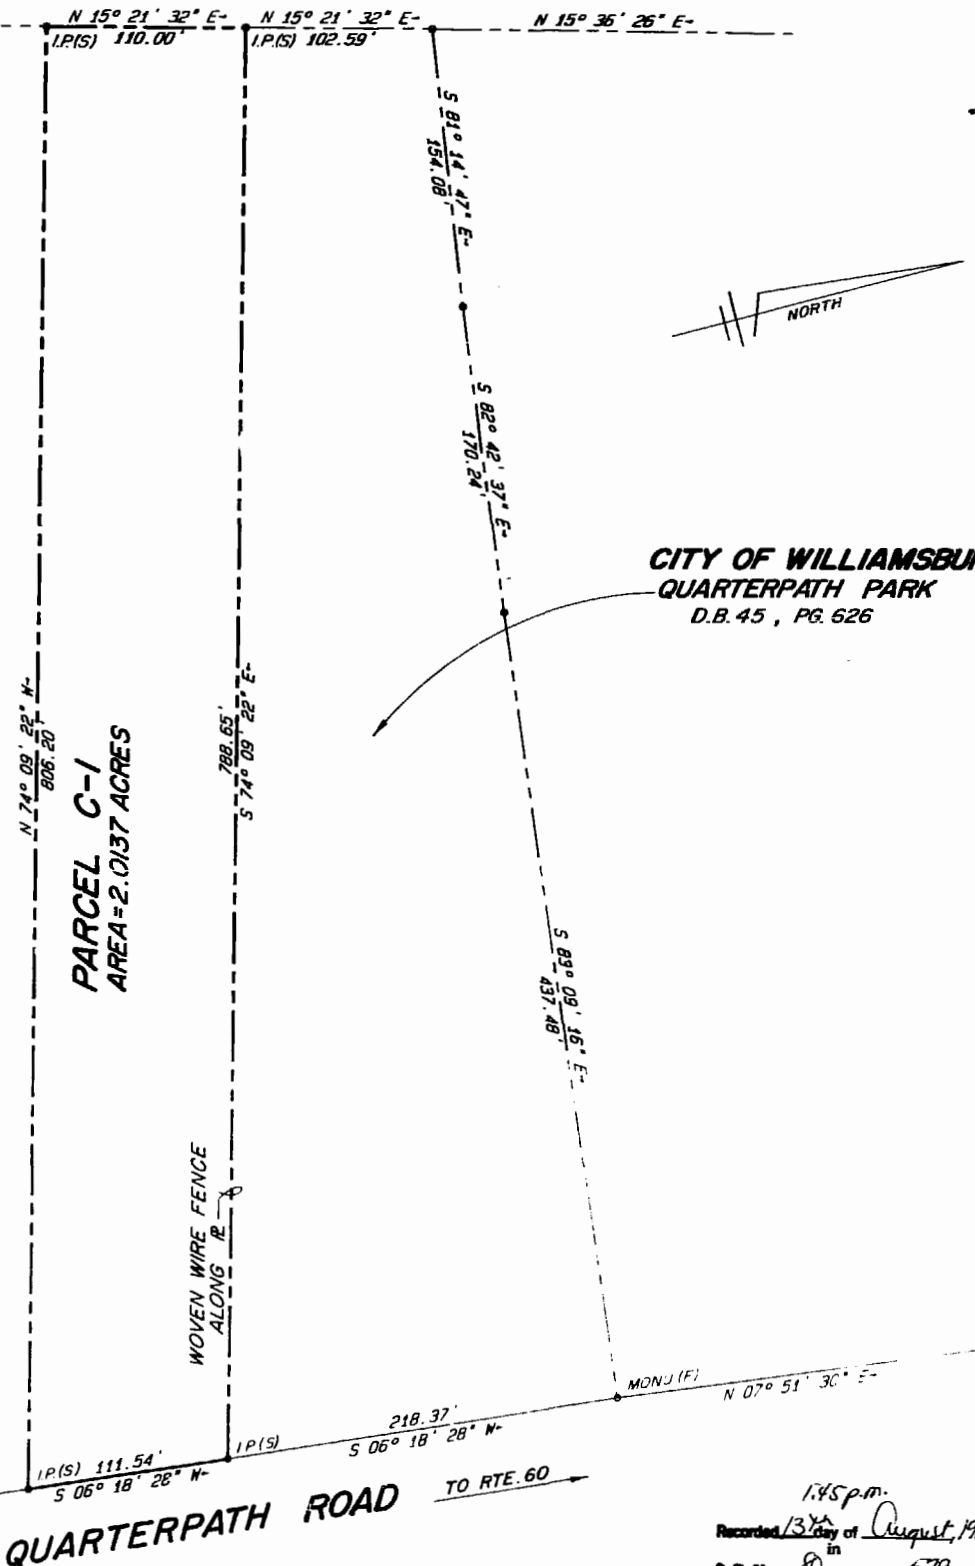 N 15° 21' 32" E-
I.P.(S) 110.00'
N 15° 21' 32" E-
I.P.(S) 102.59'
N 15° 36' 26" E-
S 81° 14' 47" E-
154.08'
NORTH
S 82° 42' 37" E-
170.24'
CITY OF WILLIAMSBU
QUARTERPATH PARK
D.B. 45 , PG. 626
N 74° 09' 22" W-
806.20'
PARCEL C-1
AREA=2.0137 ACRES
788.65'
S 74° 09' 22" E-
S 83° 09' 16" E-
437.48'
WOVEN WIRE FENCE
ALONG PL
MONU (F)
N 07° 51' 30" E-
218.37'
S 06° 18' 28" W-
I.P(S)
I.P.(S) 111.54'
S 06° 18' 28" W-
TO RTE. 60
QUARTERPATH ROAD
1:45 p.m.
Recorded 13th day of August, 19
in